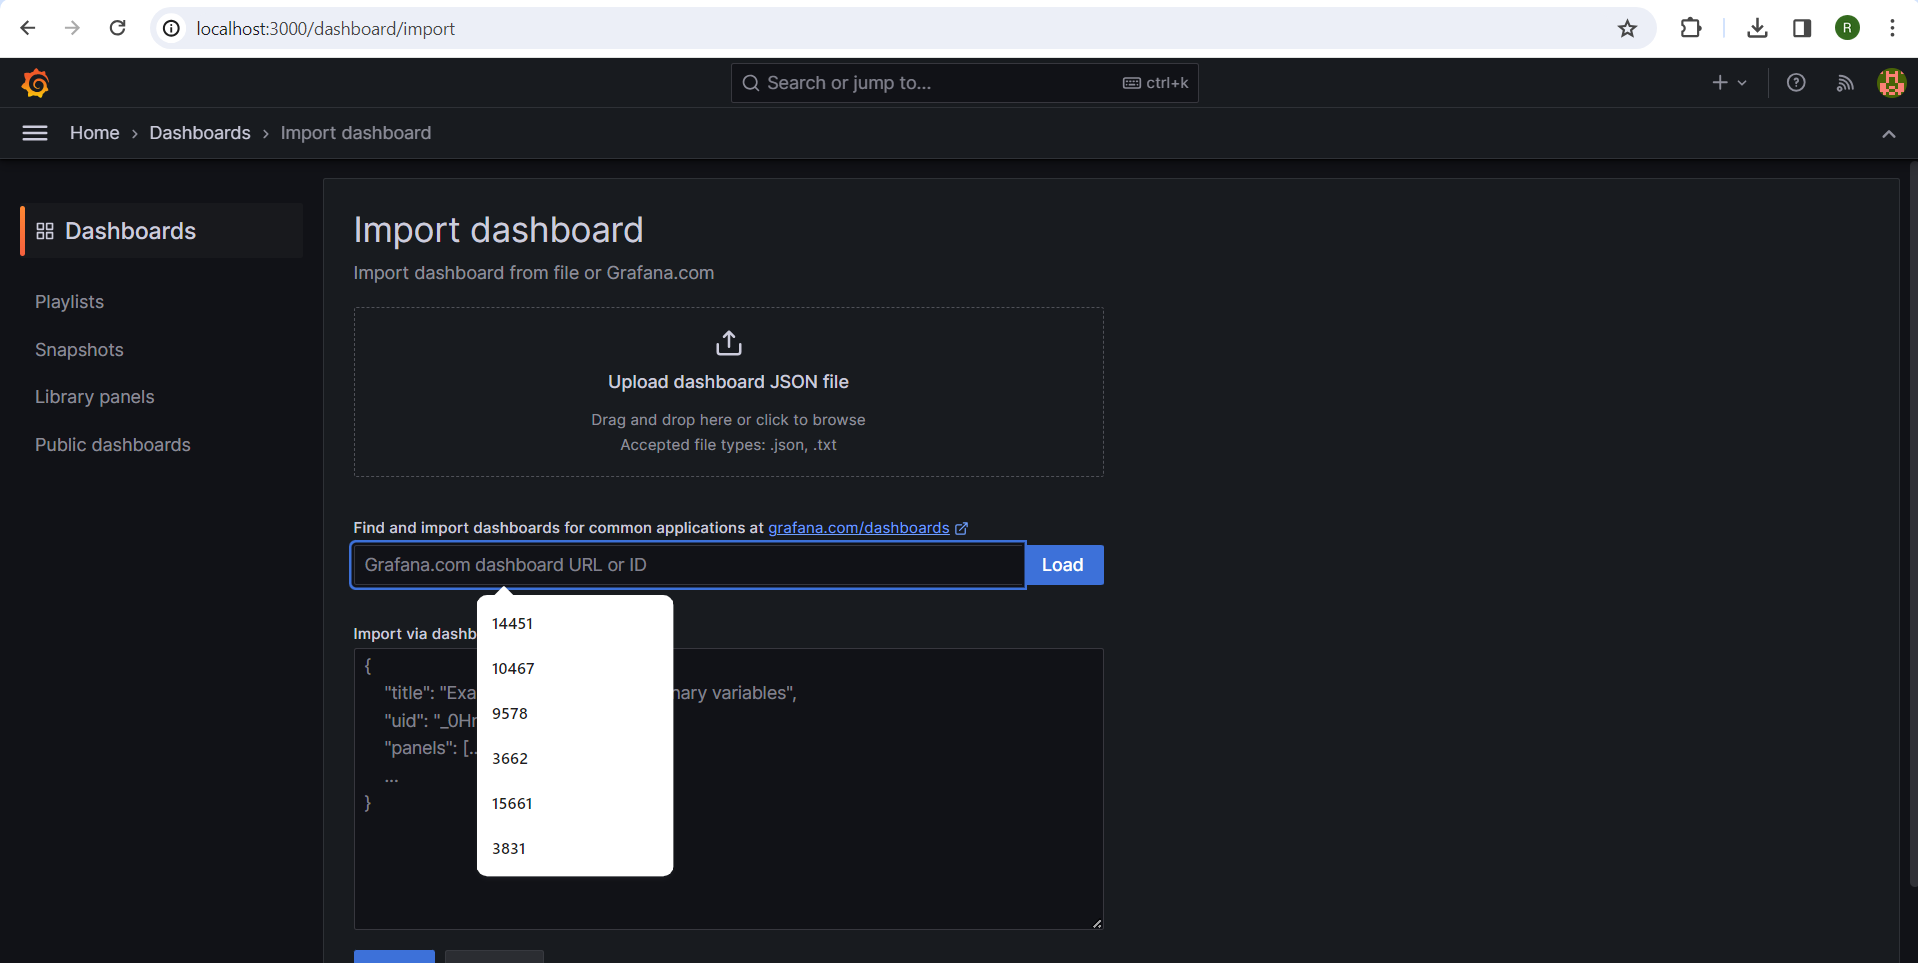 localhost:3000/dashboard/import
R
Search or jump to...
ctrl+k
Home
Dashboards
Import dashboard
Dashboards
Playlists
Snapshots
Library panels
Public dashboards
Import dashboard
Import dashboard from file or Grafana.com
Upload dashboard JSON file
Drag and drop here or click to browse
Accepted file types: .json, .txt
Find and import dashboards for common applications at grafana.com/dashboards
Grafana.com dashboard URL or ID
Load
14451
10467
9578
3662
15661
3831
Import via dashb
{
"title": "Exa nary variables",
"uid": "_0Hr
"panels": [..
...
}